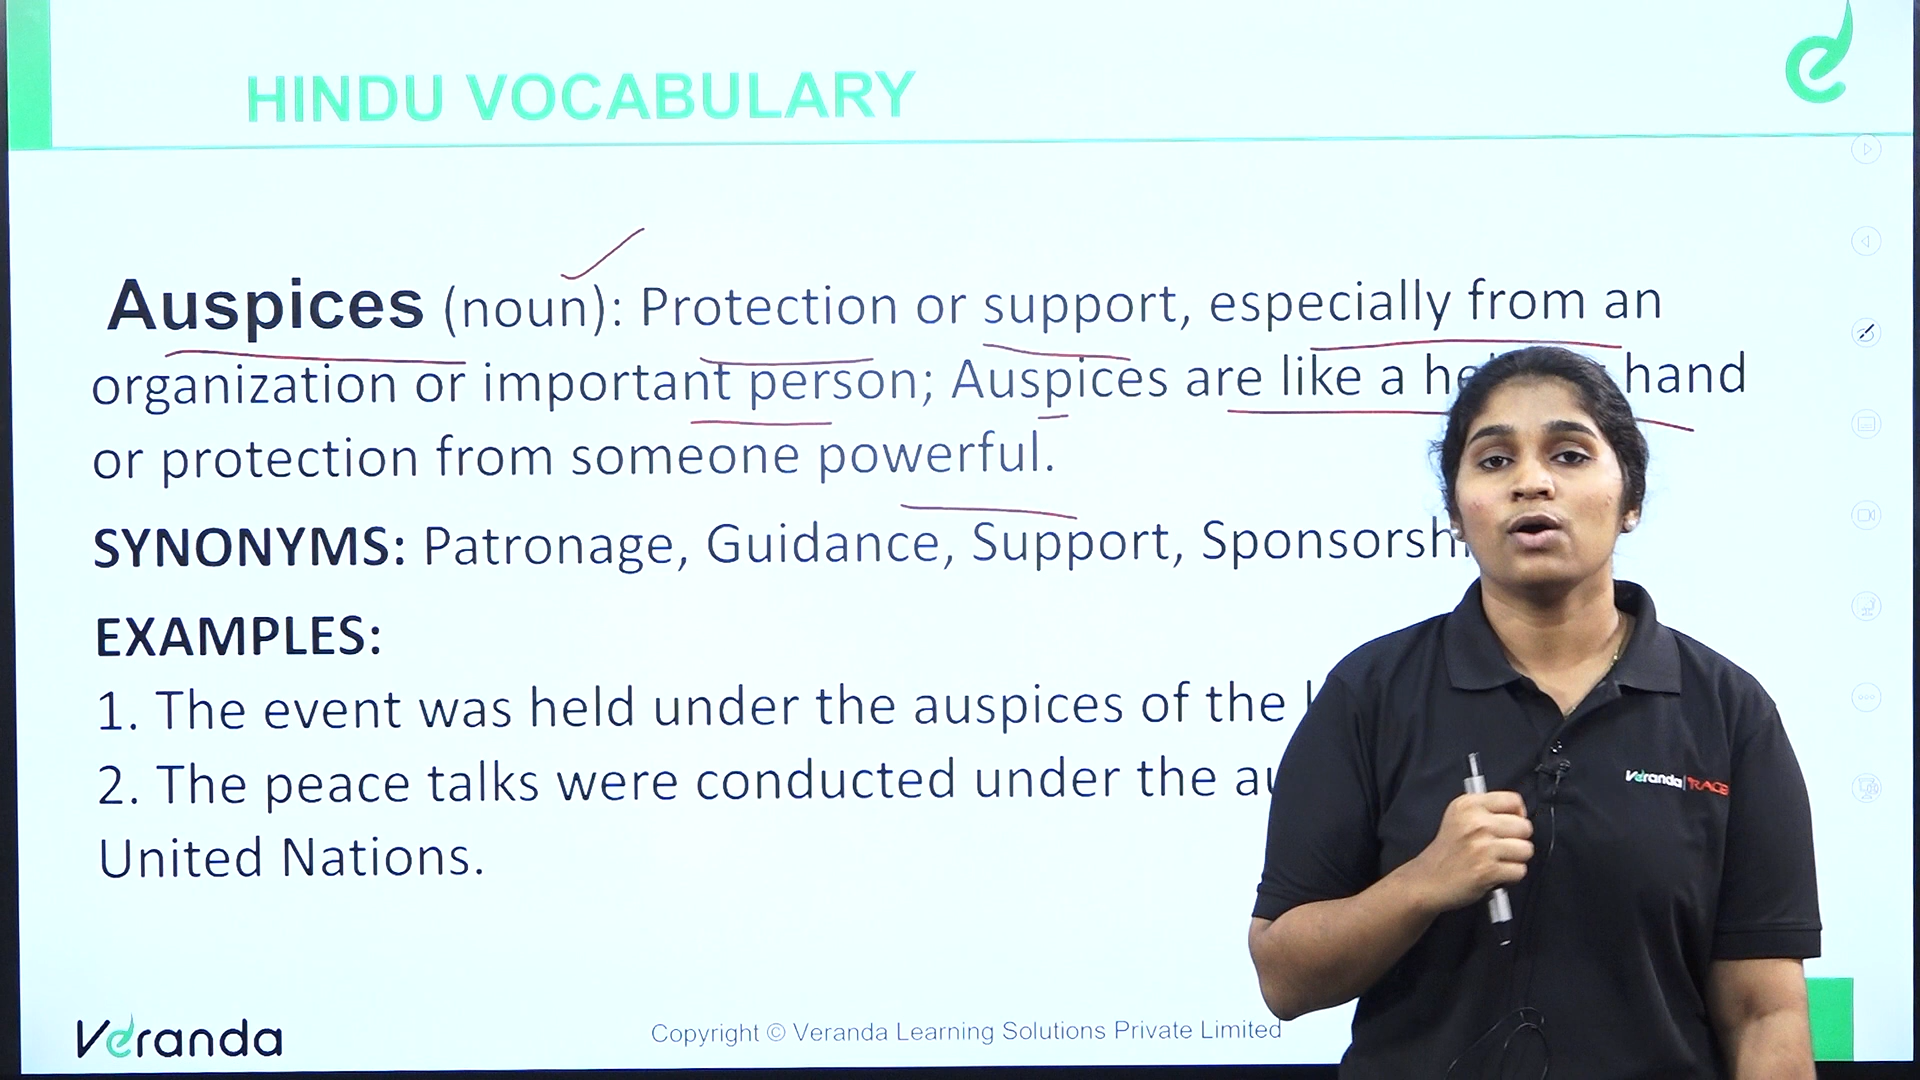 HINDU VOCABULARY
Auspices (noun): Protection or support, especially from an
organization or important person; Auspices are like a hand
or protection from someone powerful.
SYNONYMS: Patronage, Guidance, Support,
EXAMPLES:
1. The event was held under the auspices of the
2. The peace talks were conducted under the
United Nations.
Veranda | RACE
Veranda
Copyright © Veranda Learning Solutions Private Limited